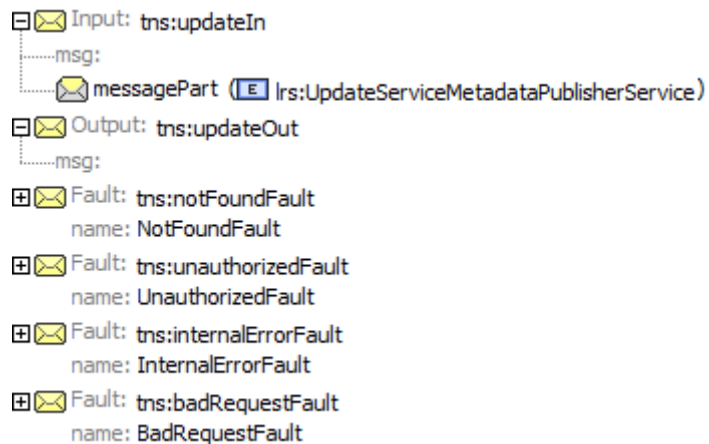 Input: tns:updateIn
msg:
messagePart (E lrs:UpdateServiceMetadataPublisherService)
Output: tns:updateOut
msg:
Fault: tns:notFoundFault
name: NotFoundFault
Fault: tns:unauthorizedFault
name: UnauthorizedFault
Fault: tns:internalErrorFault
name: InternalErrorFault
Fault: tns:badRequestFault
name: BadRequestFault